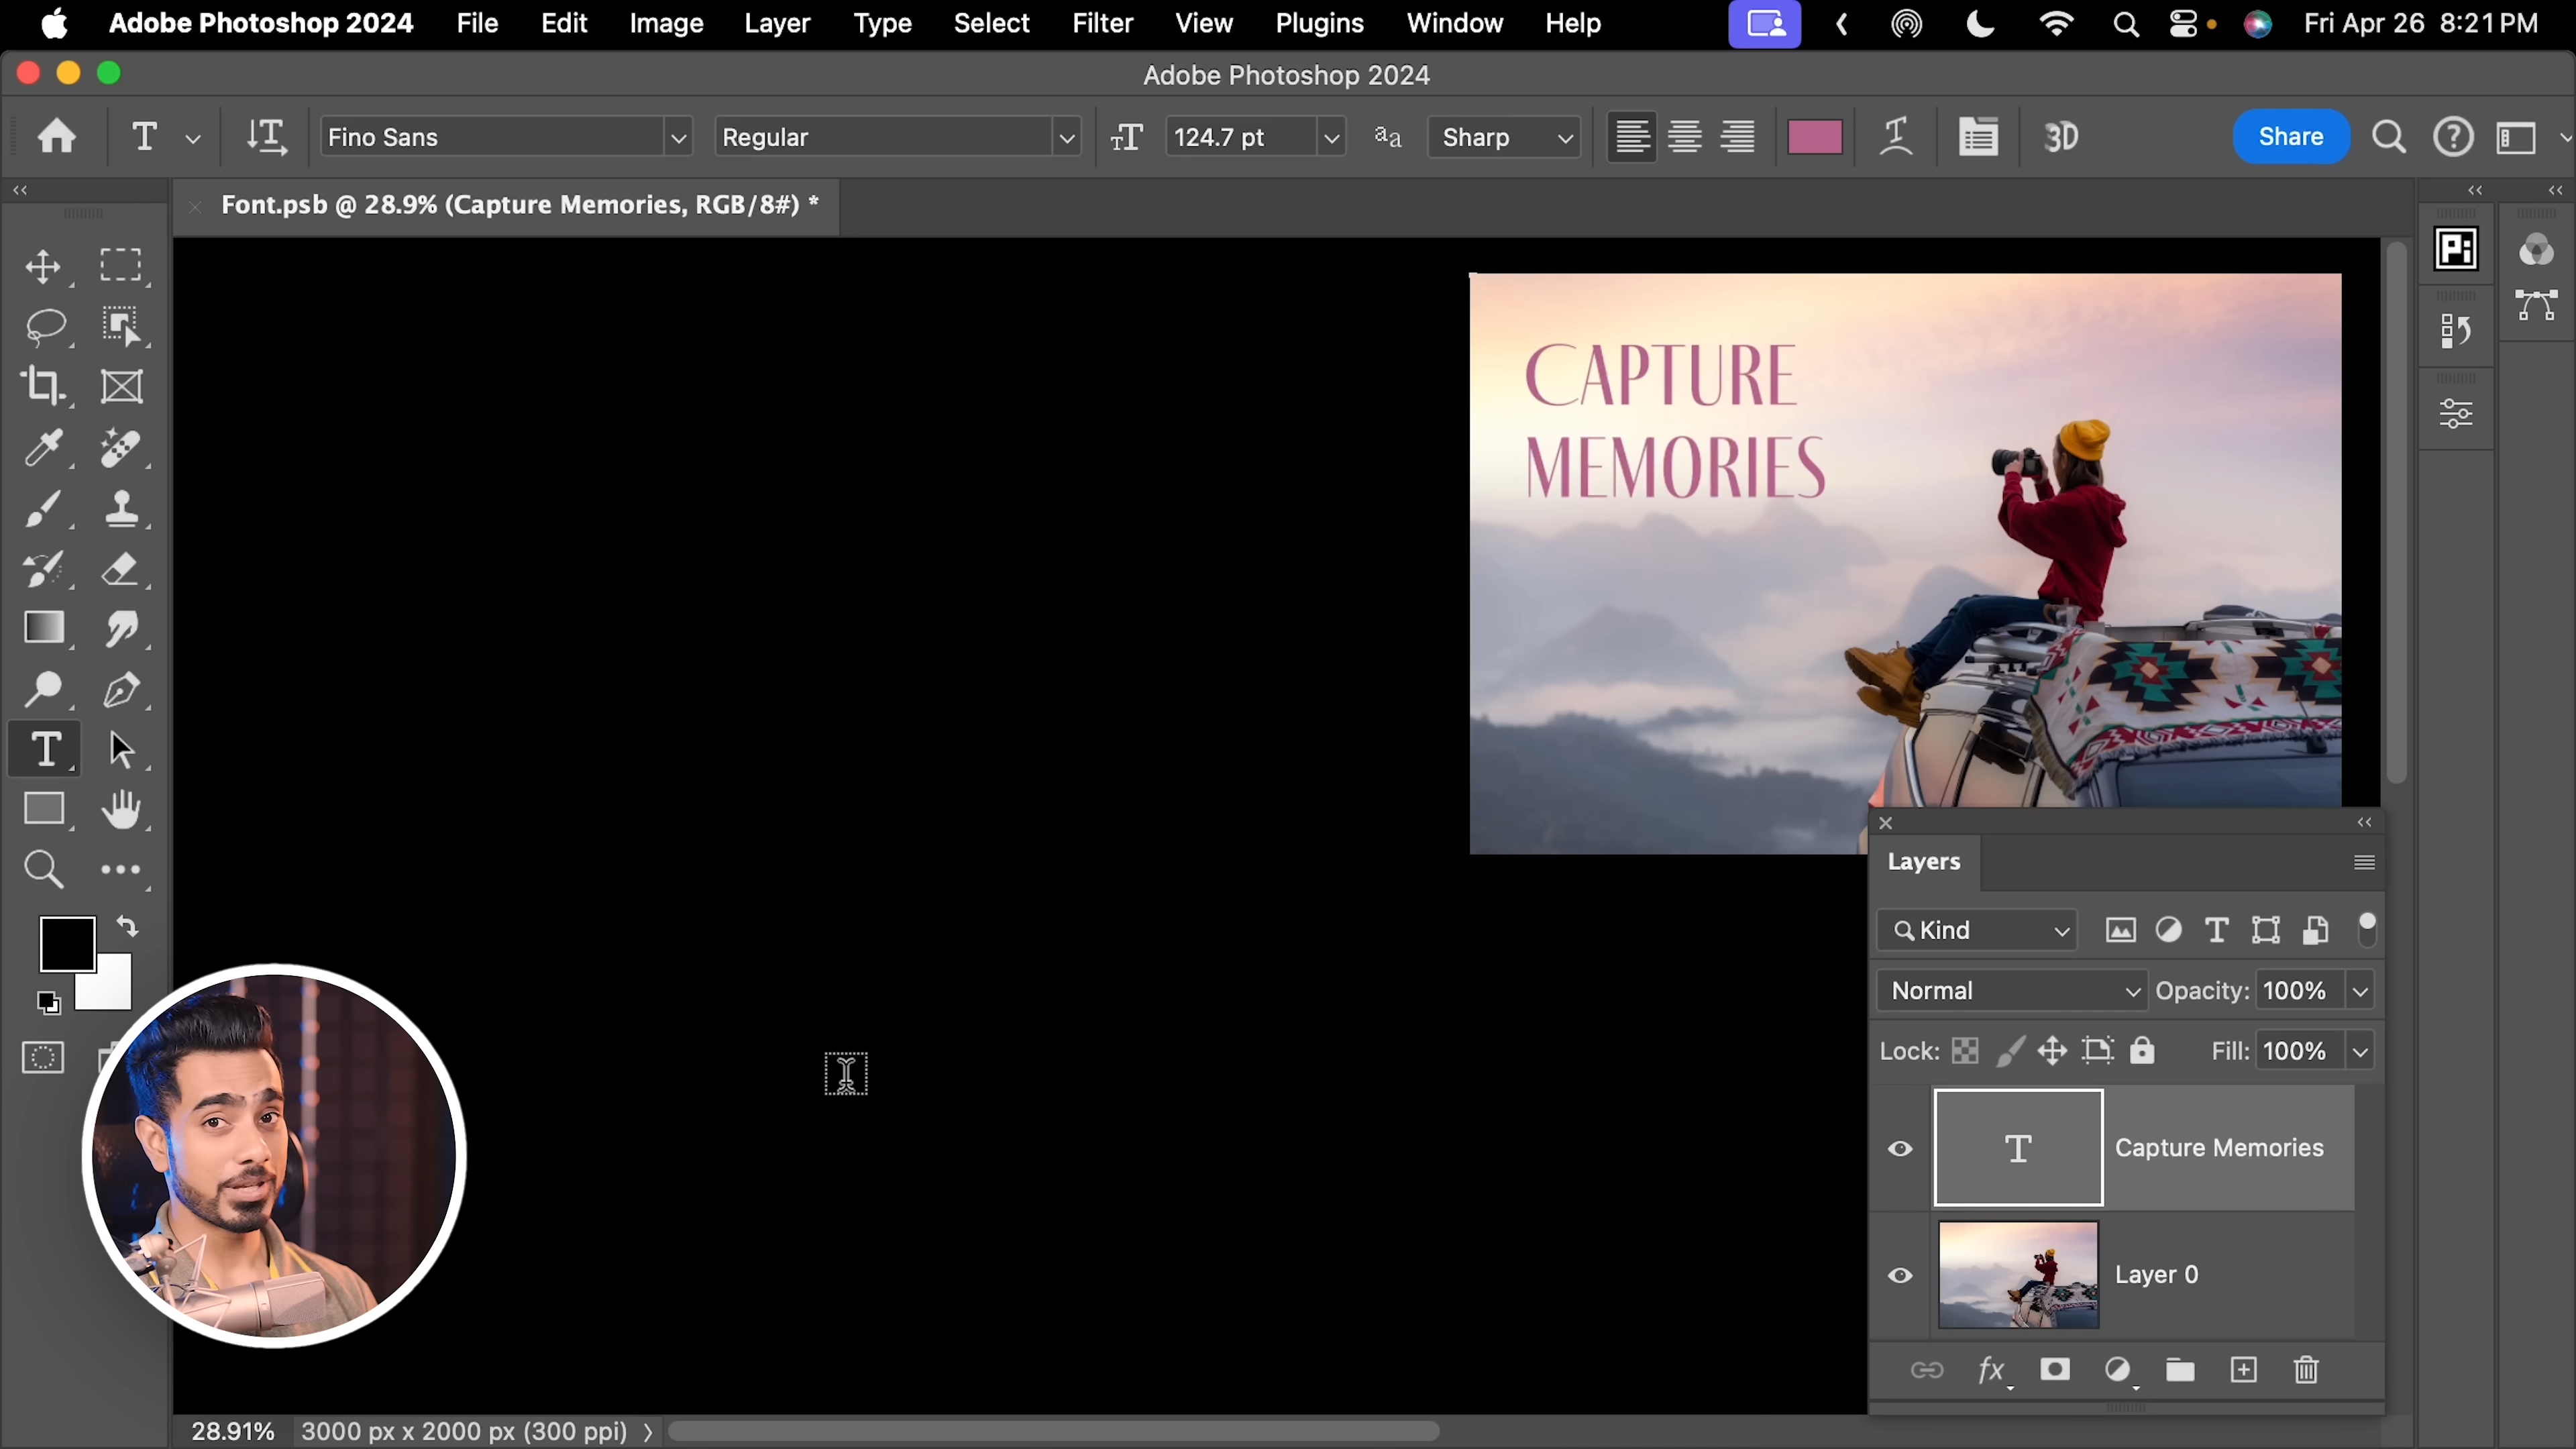 Adobe Photoshop 2024 File Edit Image Layer Type Select Filter View Plugins Window Help Fri Apr 26 8:21 PM
Adobe Photoshop 2024
T Fino Sans Regular 124.7 pt Sharp 3D Share
Font.psb @ 28.9% (Capture Memories, RGB/8#) *
CAPTURE
MEMORIES
Layers
Kind
Normal Opacity: 100%
Lock: Fill: 100%
Capture Memories
Layer 0
fx
28.91% 3000 px x 2000 px (300 ppi)